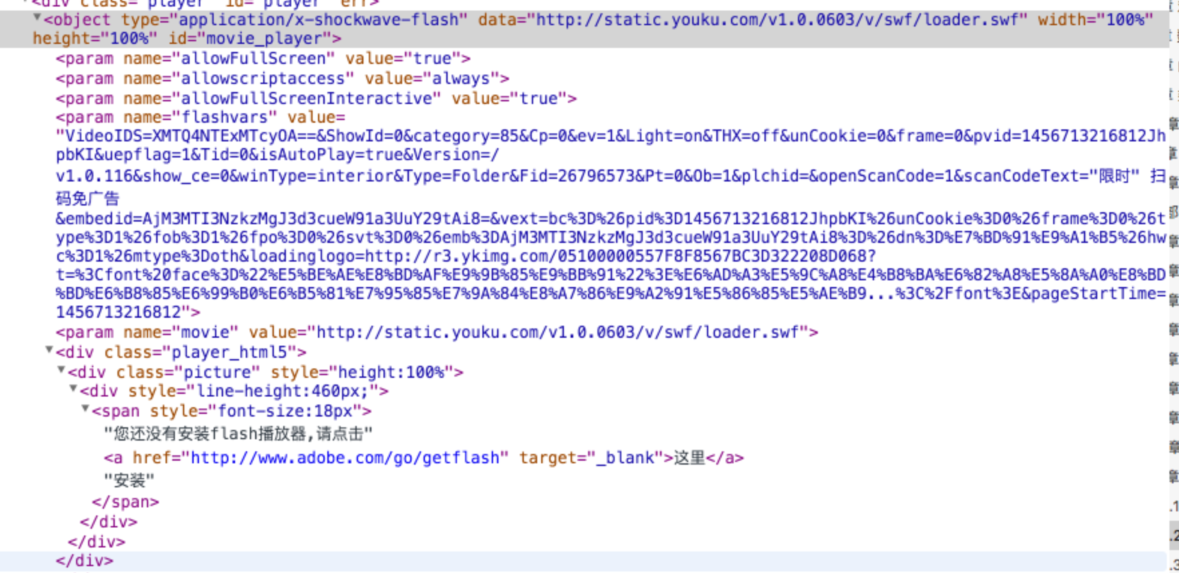 <div class="player" id="player" err>
<object type="application/x-shockwave-flash" data="http://static.youku.com/v1.0.0603/v/swf/loader.swf" width="100%"
height="100%" id="movie_player">
<param name="allowFullScreen" value="true">
<param name="allowscriptaccess" value="always">
<param name="allowFullScreenInteractive" value="true">
<param name="flashvars" value=
"VideoIDS=XMTQ4NTExMTcyOA==&ShowId=0&category=85&Cp=0&ev=1&Light=on&THX=off&unCookie=0&frame=0&pvid=1456713216812Jh
pbKI&uepflag=1&Tid=0&isAutoPlay=true&Version=/
v1.0.116&show_ce=0&winType=interior&Type=Folder&Fid=26796573&Pt=0&Ob=1&plchid=&openScanCode=1&scanCodeText="限时" 扫
码免广告
&embedid=AjM3MTI3NzkzMgJ3d3cueW91a3UuY29tAi8=&vext=bc%3D%26pid%3D1456713216812JhpbKI%26unCookie%3D0%26frame%3D0%26t
ype%3D1%26fob%3D1%26fpo%3D0%26svt%3D0%26emb%3DAjM3MTI3NzkzMgJ3d3cueW91a3UuY29tAi8%3D%26dn%3D%E7%BD%91%E9%A1%B5%26hw
c%3D1%26mtype%3Doth&loadinglogo=http://r3.ykimg.com/05100000557F8F8567BC3D322208D068?
t=%3Cfont%20face%3D%22%E5%BE%AE%E8%BD%AF%E9%9B%85%E9%BB%91%22%3E%E6%AD%A3%E5%9C%A8%E4%B8%BA%E6%82%A8%E5%8A%A0%E8%BD
%BD%E6%B8%85%E6%99%B0%E6%B5%81%E7%95%85%E7%9A%84%E8%A7%86%E9%A2%91%E5%86%85%E5%AE%B9...%3C%2Ffont%3E&pageStartTime=
1456713216812">
<param name="movie" value="http://static.youku.com/v1.0.0603/v/swf/loader.swf">
<div class="player_html5">
<div class="picture" style="height:100%">
<div style="line-height:460px;">
<span style="font-size:18px">
"您还没有安装flash播放器,请点击"
<a href="http://www.adobe.com/go/getflash" target="_blank">这里</a>
"安装"
</span>
</div>
</div>
</div>